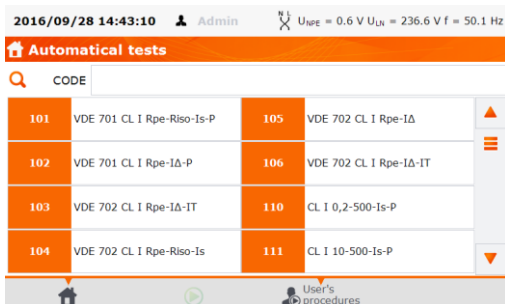 2016/09/28 14:43:10 Admin N L U_NPE = 0.6 V U_LN = 236.6 V f = 50.1 Hz
Automatical tests
CODE
101 VDE 701 CL I Rpe-Riso-Is-P 105 VDE 702 CL I Rpe-IΔ
102 VDE 701 CL I Rpe-IΔ-P 106 VDE 702 CL I Rpe-IΔ-IT
103 VDE 702 CL I Rpe-IΔ-IT 110 CL I 0,2-500-Is-P
104 VDE 702 CL I Rpe-Riso-Is 111 CL I 10-500-Is-P
User's
procedures